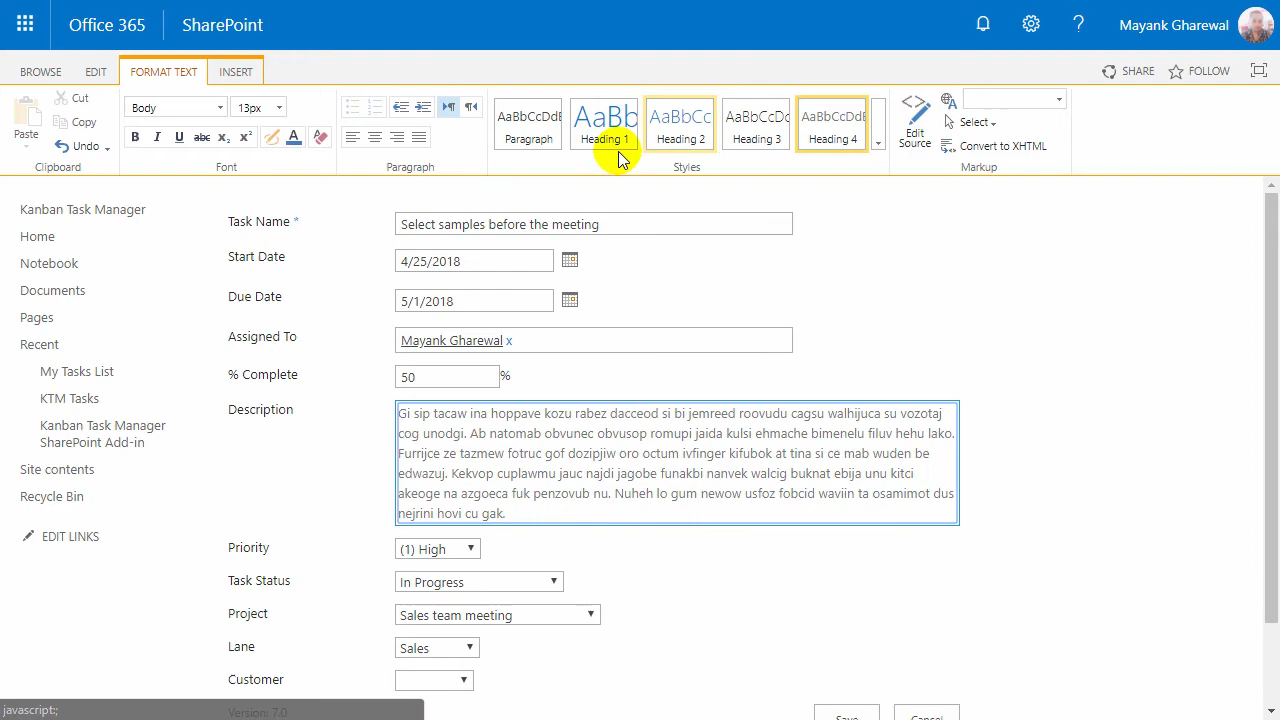 Office 365 SharePoint Mayank Gharewal
BROWSE EDIT FORMAT TEXT INSERT SHARE FOLLOW
Paste
Cut
Copy
Undo
Clipboard
Body 13px
B I U abc x₂ x² A
Font
Paragraph
AaBbCcDdE Paragraph
AaBb Heading 1
AaBbCc Heading 2
AaBbCcDc Heading 3
AaBbCcDdE Heading 4
Styles
Edit
Source
Select
Convert to XHTML
Markup
Kanban Task Manager
Home
Notebook
Documents
Pages
Recent
My Tasks List
KTM Tasks
Kanban Task Manager
SharePoint Add-in
Site contents
Recycle Bin
EDIT LINKS
Task Name * Select samples before the meeting
Start Date 4/25/2018
Due Date 5/1/2018
Assigned To Mayank Gharewal x
% Complete 50 %
Description
Gi sip tacaw ina hoppave kozu rabez dacceod si bi jemreed roovudu cagsu walhijuca su vozotaj
cog unodgi. Ab natomab obvunec obvusop romupi jaida kulsi ehmache bimenelu filuv hehu lako.
Furrijce ze tazmew fotruc gof dozipjiw oro octum ivfinger kifubok at tina si ce mab wuden be
edwazuj. Kekvop cuplawmu jauc najdi jagobe funakbi nanvek walcig buknat ebija unu kitci
akeoge na azgoeca fuk penzovub nu. Nuheh lo gum newow usfoz fobcid waviin ta osamimot dus
nejrini hovi cu gak.
Priority (1) High
Task Status In Progress
Project Sales team meeting
Lane Sales
Customer
Version: 7.0
Save Cancel
javascript:;